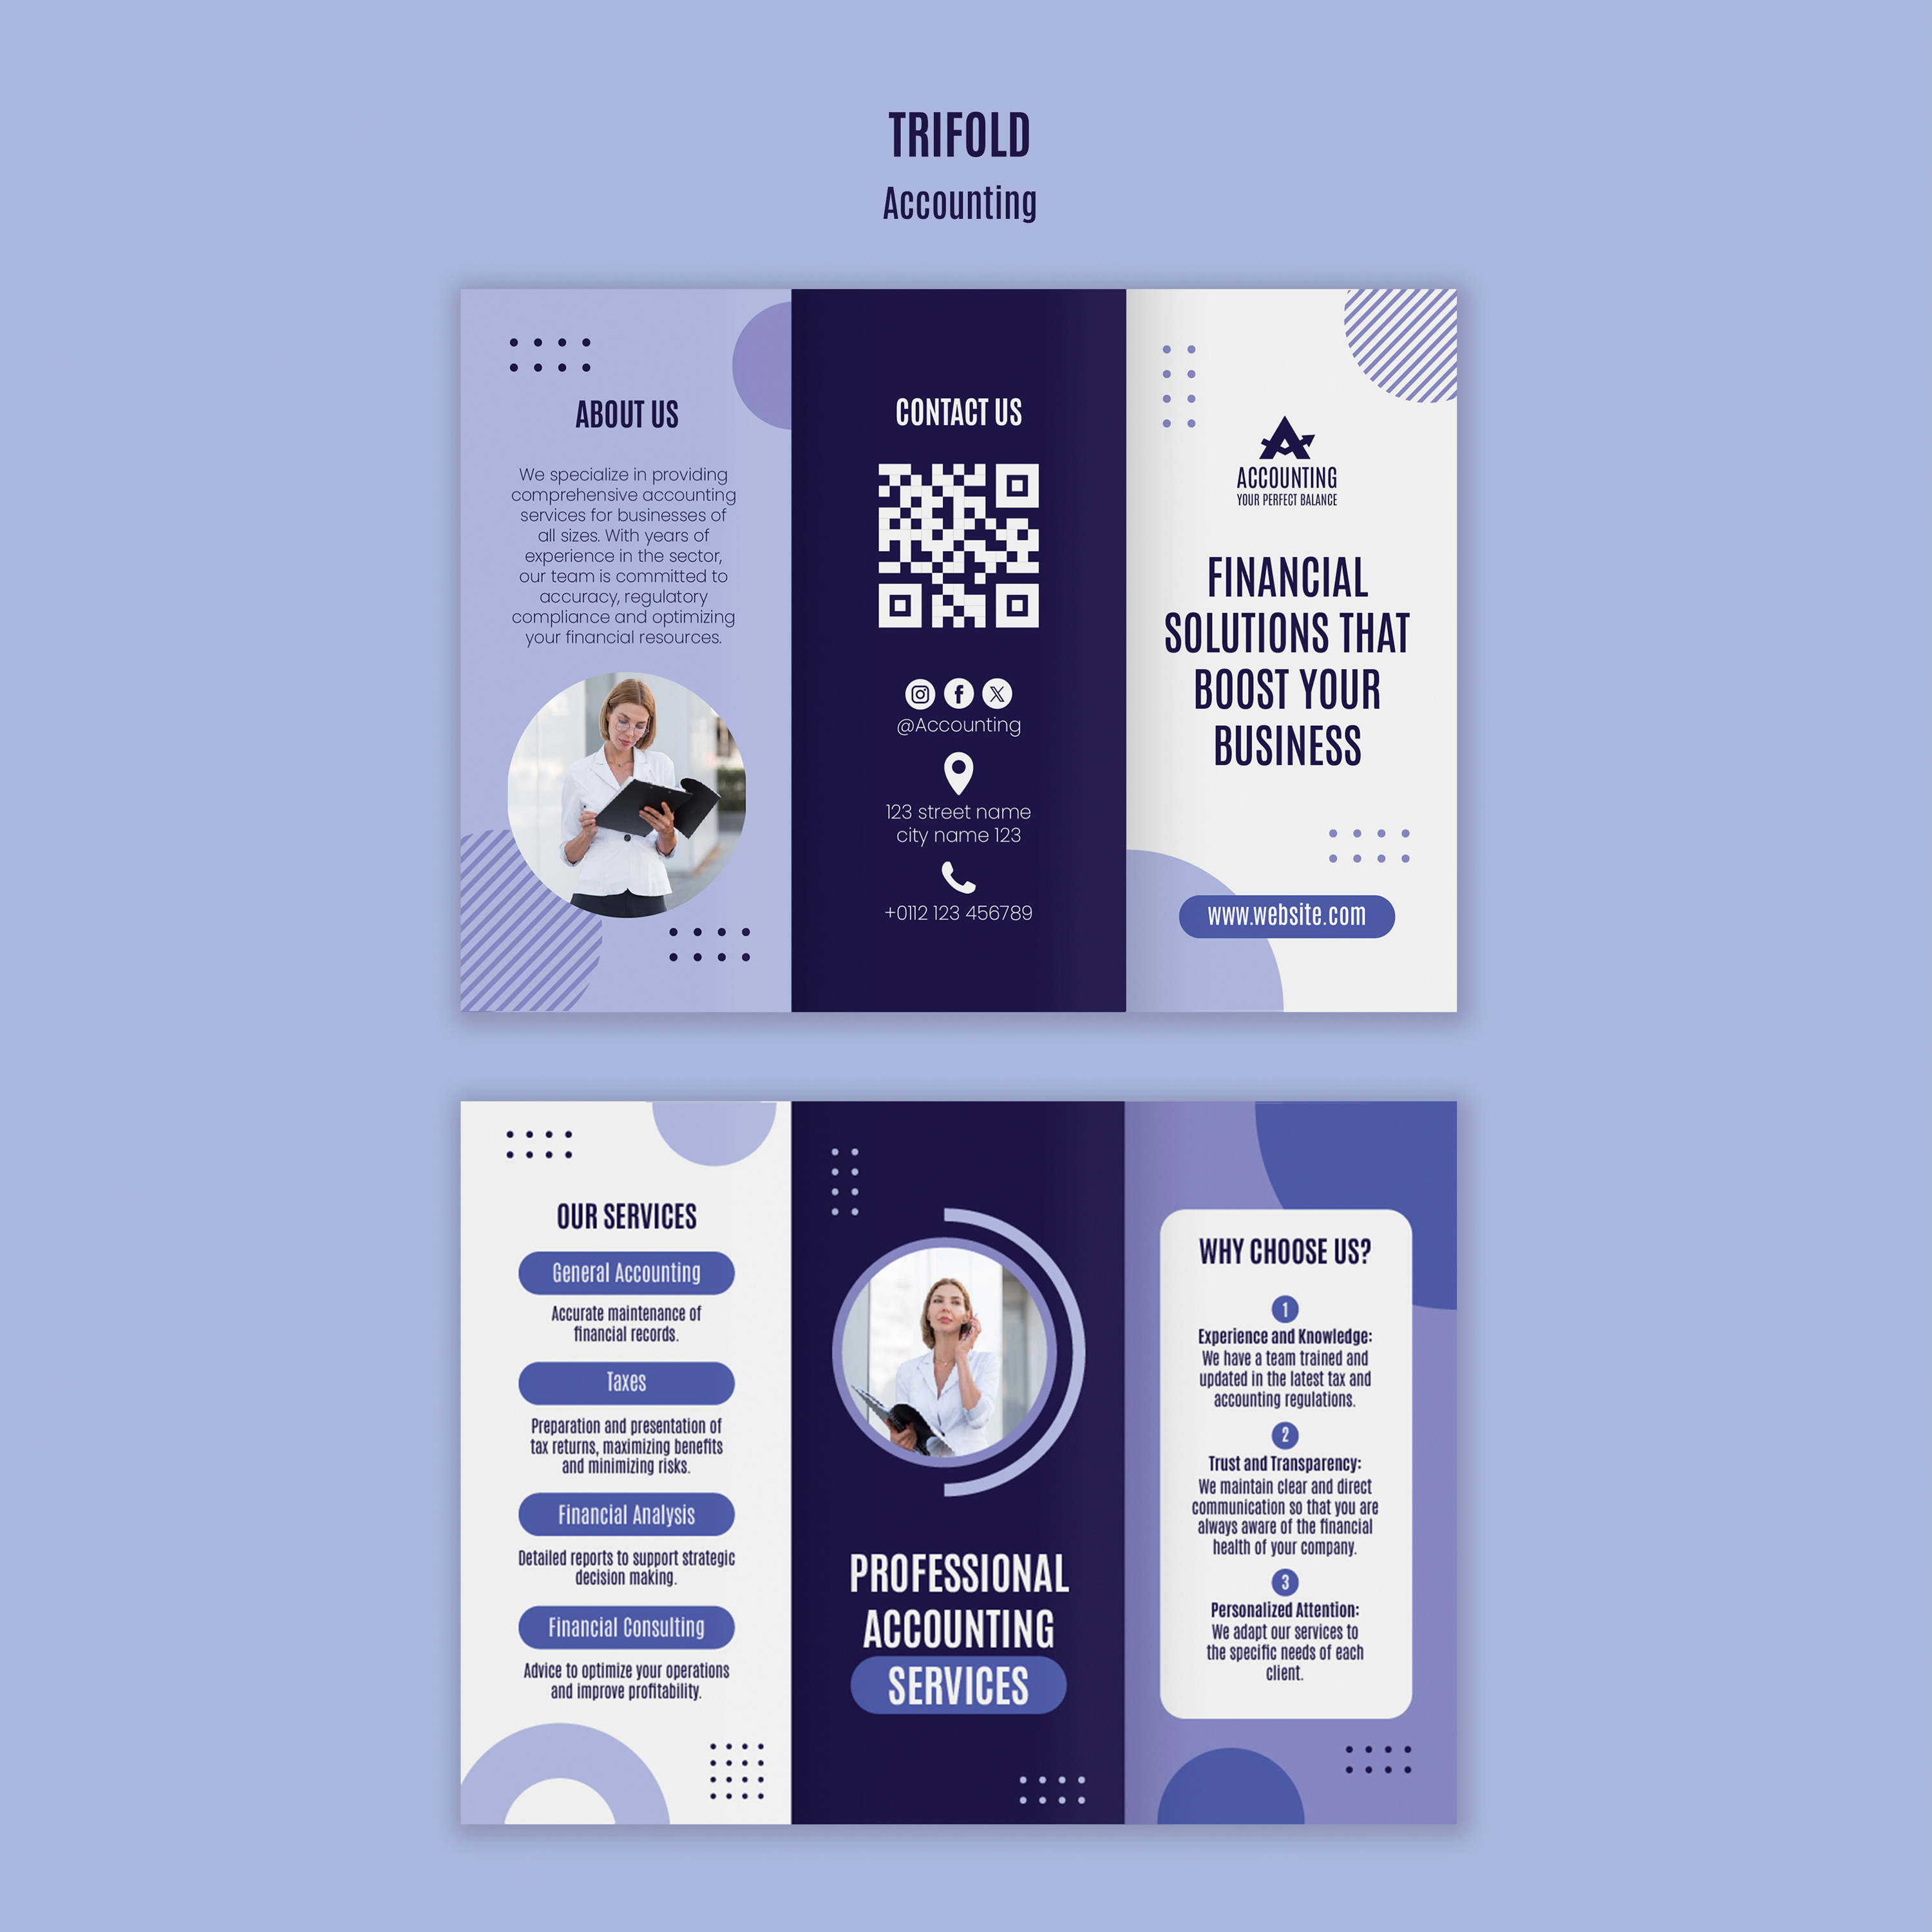 TRIFOLD
Accounting
ABOUT US
We specialize in providing
comprehensive accounting
services for businesses of
all sizes. With years of
experience in the sector,
our team is committed to
accuracy, regulatory
compliance and optimizing
your financial resources.
CONTACT US
@Accounting
123 street name
city name 123
+0112 123 456789
ACCOUNTING
YOUR PERFECT BALANCE
FINANCIAL
SOLUTIONS THAT
BOOST YOUR
BUSINESS
www.website.com
OUR SERVICES
General Accounting
Accurate maintenance of
financial records.
Taxes
Preparation and presentation of
tax returns, maximizing benefits
and minimizing risks.
Financial Analysis
Detailed reports to support strategic
decision making.
Financial Consulting
Advice to optimize your operations
and improve profitability.
PROFESSIONAL
ACCOUNTING
SERVICES
WHY CHOOSE US?
1
Experience and Knowledge:
We have a team trained and
updated in the latest tax and
accounting regulations.
2
Trust and Transparency:
We maintain clear and direct
communication so that you are
always aware of the financial
health of your company.
3
Personalized Attention:
We adapt our services to
the specific needs of each
client.